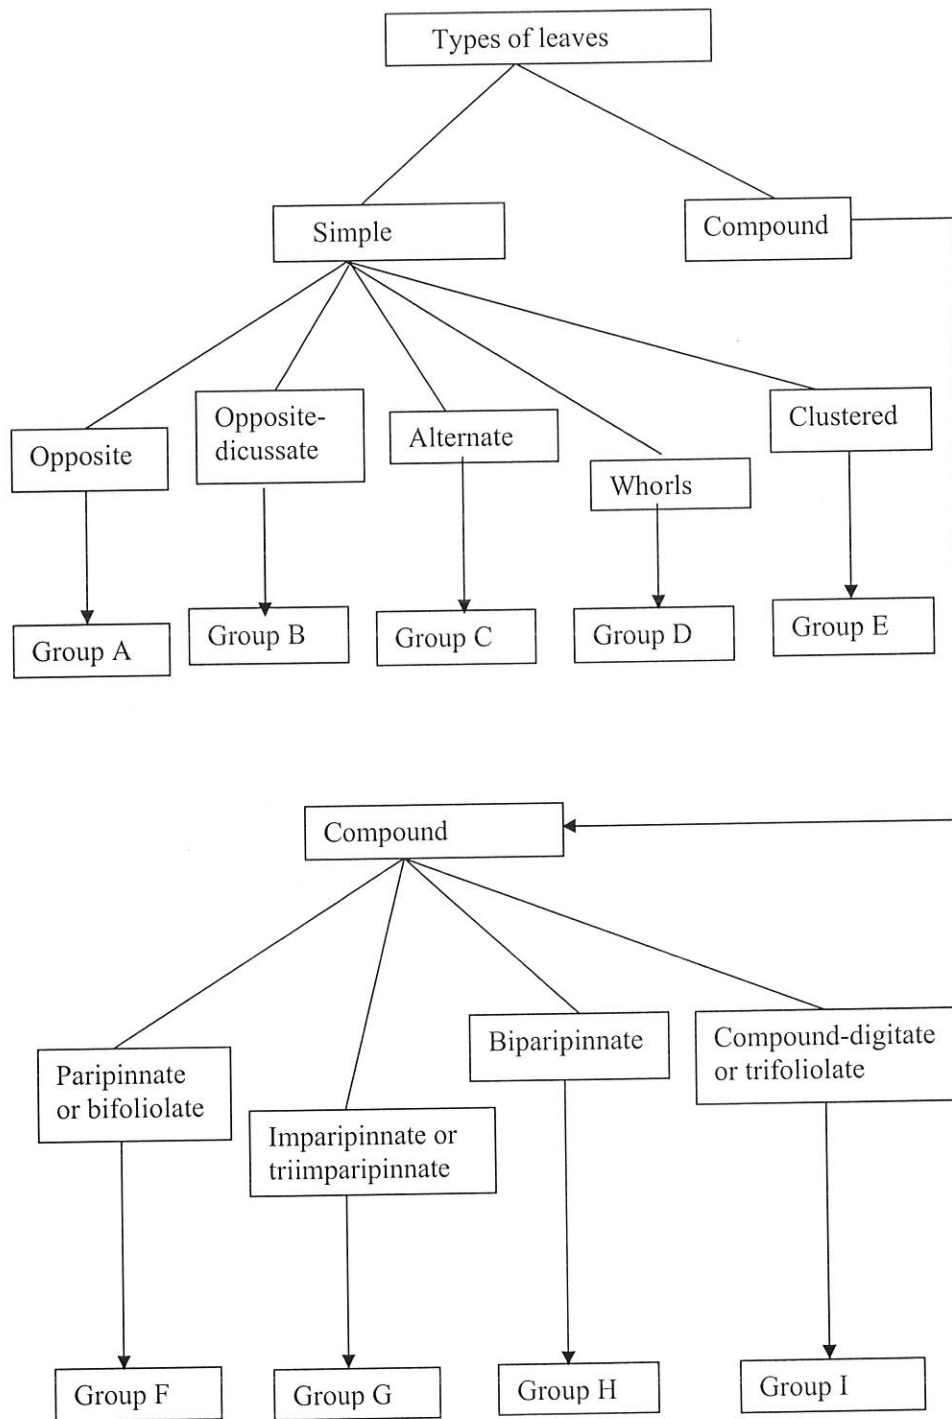 Types of leaves
Simple
Compound
Opposite
Opposite-
dicussate
Alternate
Whorls
Clustered
Group A
Group B
Group C
Group D
Group E
Compound
Paripinnate
or bifoliolate
Imparipinnate or
triimparipinnate
Biparipinnate
Compound-digitate
or trifoliolate
Group F
Group G
Group H
Group I